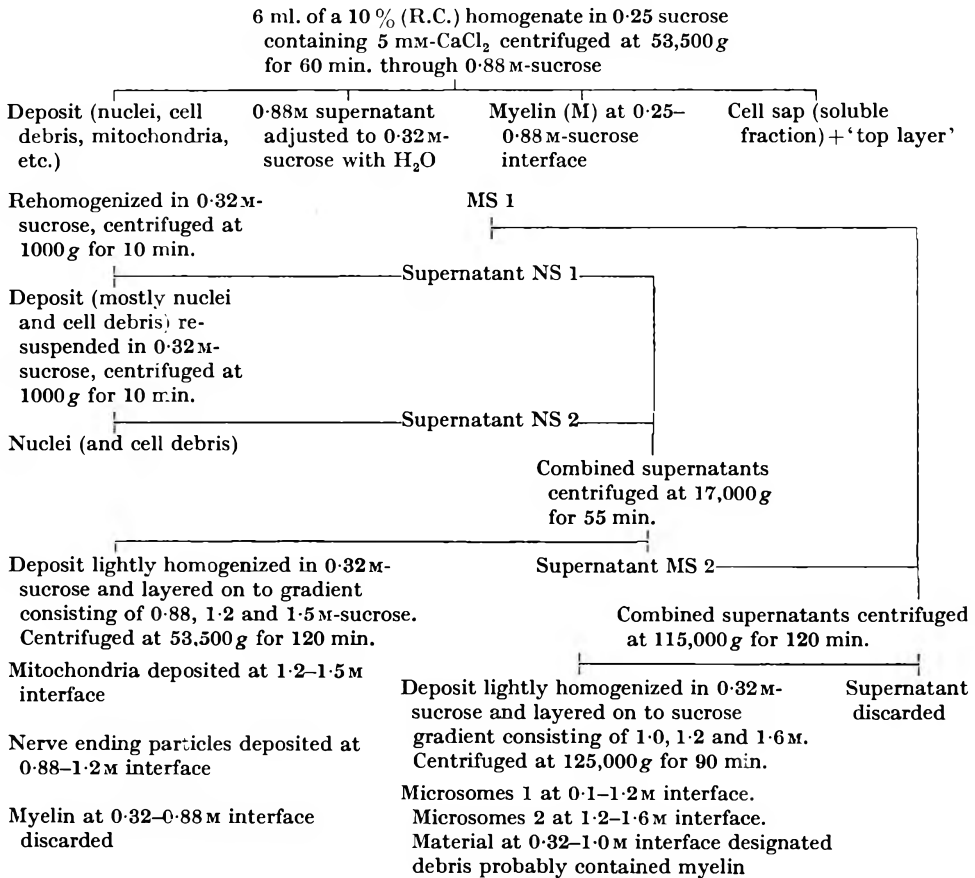 6 ml. of a 10 % (R.C.) homogenate in 0·25 sucrose
containing 5 mM-CaCl₂ centrifuged at 53,500 g
for 60 min. through 0·88 M-sucrose
Deposit (nuclei, cell
debris, mitochondria,
etc.)
0·88M supernatant
adjusted to 0·32 M-
sucrose with H₂O
Myelin (M) at 0·25–
0·88 M-sucrose
interface
Cell sap (soluble
fraction) + ‘top layer’
Rehomogenized in 0·32 M-
sucrose, centrifuged at
1000 g for 10 min.
MS 1
Supernatant NS 1
Deposit (mostly nuclei
and cell debris) re-
suspended in 0·32 M-
sucrose, centrifuged at
1000 g for 10 min.
Supernatant NS 2
Nuclei (and cell debris)
Combined supernatants
centrifuged at 17,000 g
for 55 min.
Deposit lightly homogenized in 0·32 M-
sucrose and layered on to gradient
consisting of 0·88, 1·2 and 1·5 M-sucrose.
Centrifuged at 53,500 g for 120 min.
Supernatant MS 2
Combined supernatants centrifuged
at 115,000 g for 120 min.
Mitochondria deposited at 1·2–1·5 M
interface
Nerve ending particles deposited at
0·88–1·2 M interface
Myelin at 0·32–0·88 M interface
discarded
Deposit lightly homogenized in 0·32 M-
sucrose and layered on to sucrose
gradient consisting of 1·0, 1·2 and 1·6 M.
Centrifuged at 125,000 g for 90 min.
Supernatant
discarded
Microsomes 1 at 0·1–1·2 M interface.
Microsomes 2 at 1·2–1·6 M interface.
Material at 0·32–1·0 M interface designated
debris probably contained myelin